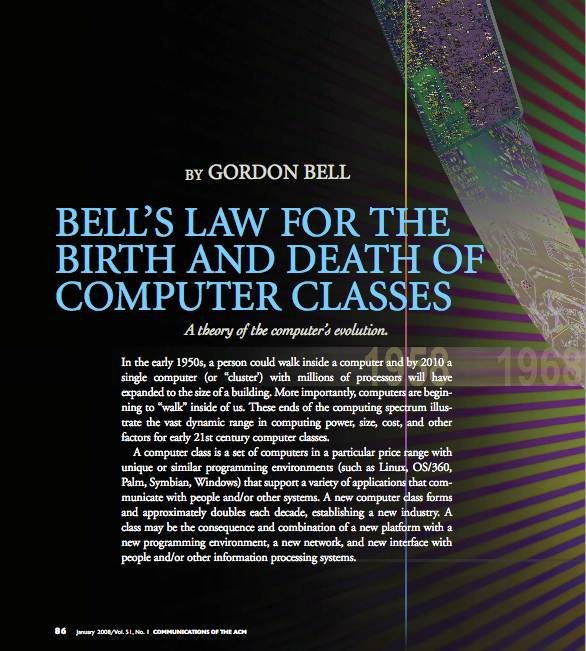 BY GORDON BELL
BELL'S LAW FOR THE
BIRTH AND DEATH OF
COMPUTER CLASSES
A theory of the computer's evolution.
1958 1968
In the early 1950s, a person could walk inside a computer and by 2010 a
single computer (or "cluster') with millions of processors will have
expanded to the size of a building. More importantly, computers are begin-
ning to "walk" inside of us. These ends of the computing spectrum illus-
trate the vast dynamic range in computing power, size, cost, and other
factors for early 21st century computer classes.
A computer class is a set of computers in a particular price range with
unique or similar programming environments (such as Linux, OS/360,
Palm, Symbian, Windows) that support a variety of applications that com-
municate with people and/or other systems. A new computer class forms
and approximately doubles each decade, establishing a new industry. A
class may be the consequence and combination of a new platform with a
new programming environment, a new network, and new interface with
people and/or other information processing systems.
86 January 2008/Vol. 51, No. 1 COMMUNICATIONS OF THE ACM